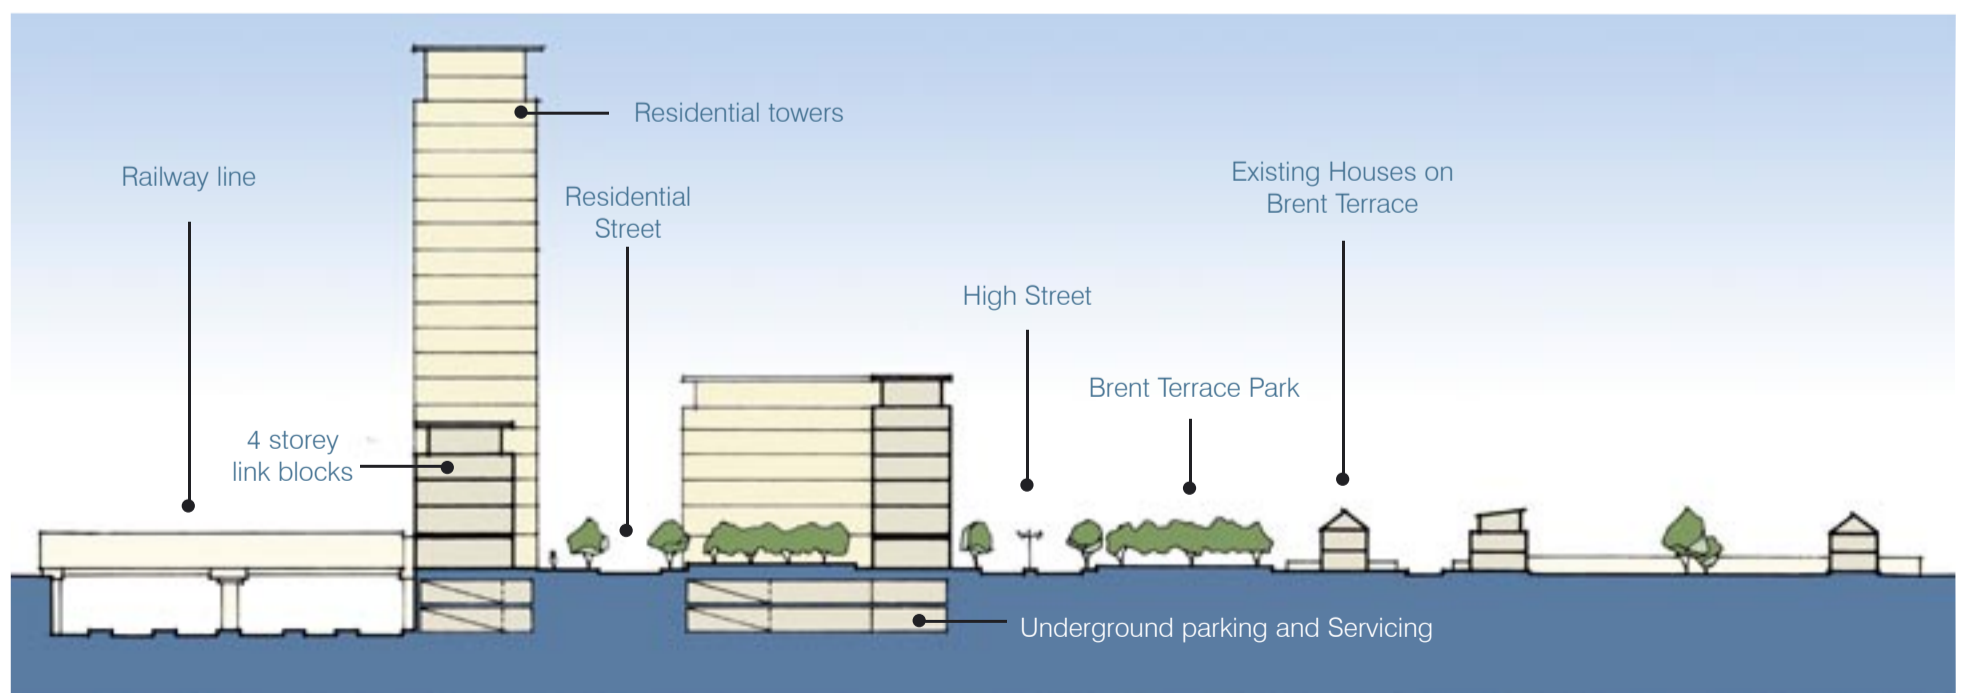 Residential towers
Railway line
Residential
Street
Existing Houses on
Brent Terrace
High Street
Brent Terrace Park
4 storey
link blocks
Underground parking and Servicing